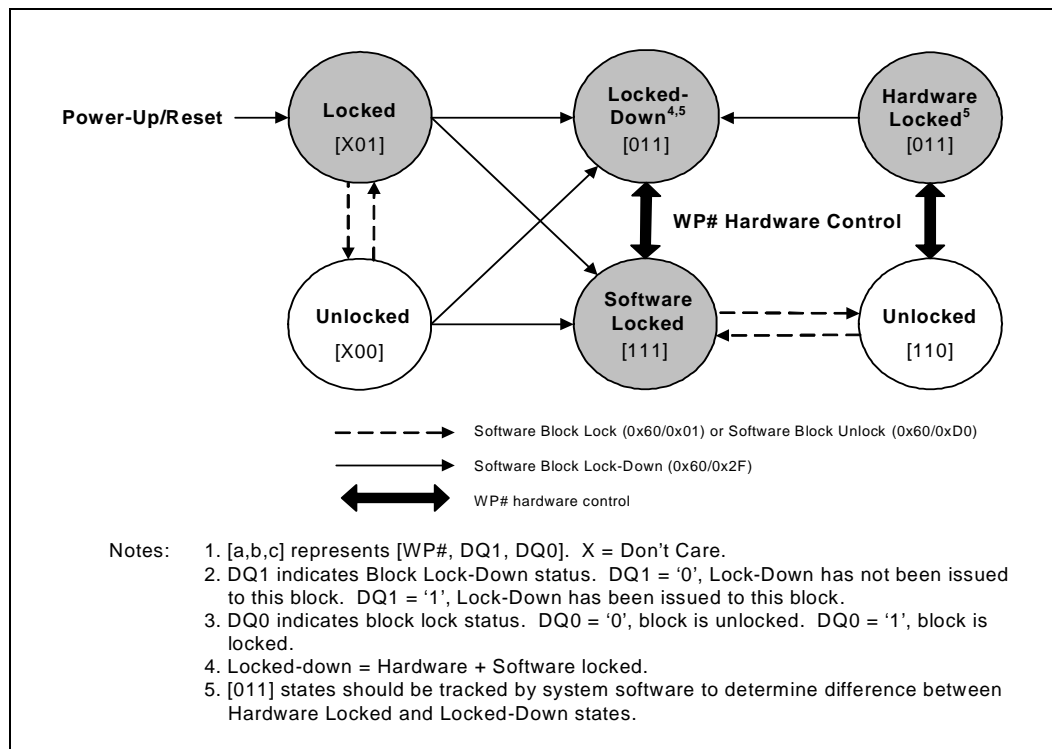 Power-Up/Reset
Locked
[X01]
Locked-
Down4,5
[011]
Hardware
Locked5
[011]
WP# Hardware Control
Unlocked
[X00]
Software
Locked
[111]
Unlocked
[110]
Software Block Lock (0x60/0x01) or Software Block Unlock (0x60/0xD0)
Software Block Lock-Down (0x60/0x2F)
WP# hardware control
Notes: 1. [a,b,c] represents [WP#, DQ1, DQ0]. X = Don't Care.
2. DQ1 indicates Block Lock-Down status. DQ1 = ‘0’, Lock-Down has not been issued
to this block. DQ1 = ‘1’, Lock-Down has been issued to this block.
3. DQ0 indicates block lock status. DQ0 = ‘0’, block is unlocked. DQ0 = ‘1’, block is
locked.
4. Locked-down = Hardware + Software locked.
5. [011] states should be tracked by system software to determine difference between
Hardware Locked and Locked-Down states.